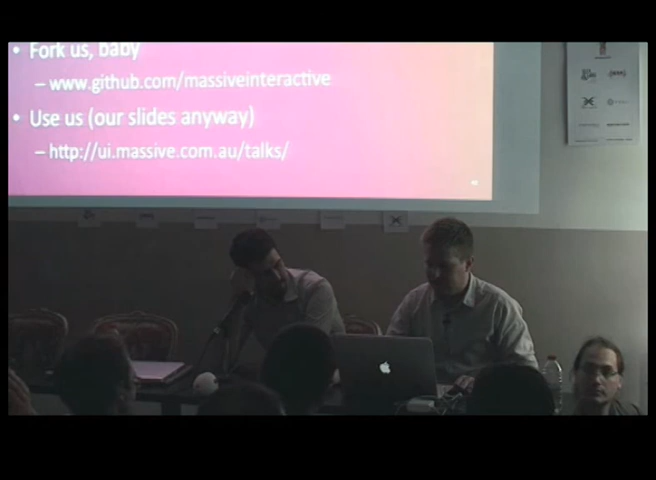 • Fork us, baby
– www.github.com/massiveinteractive
• Use us (our slides anyway)
– http://ui.massive.com.au/talks/